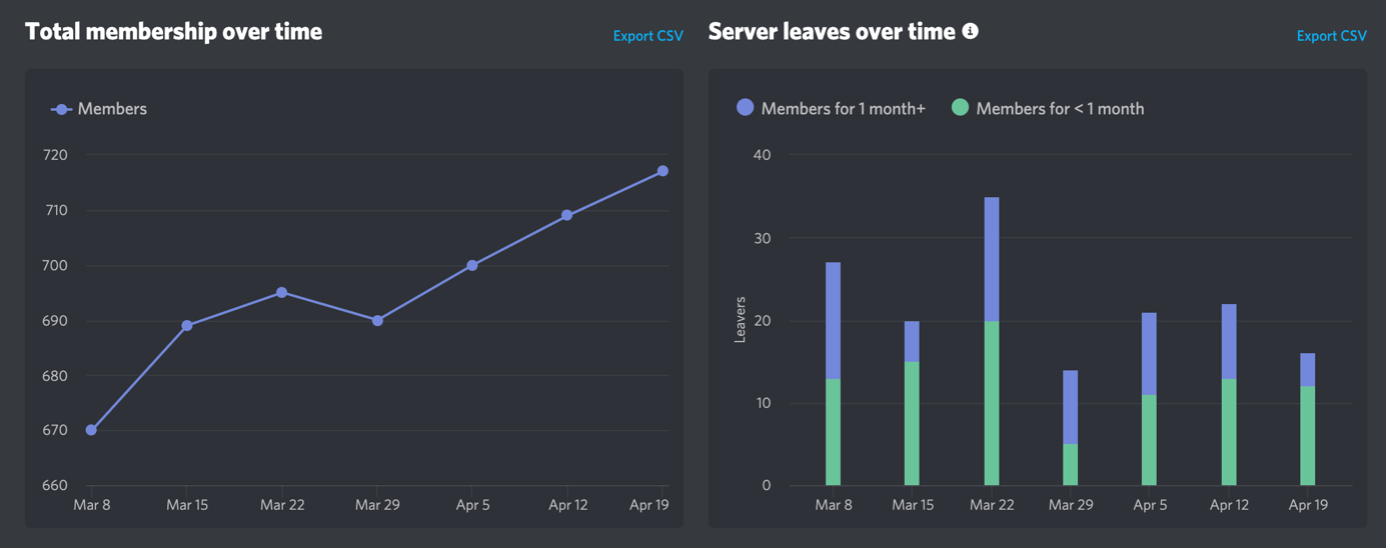 Total membership over time
Export CSV
Members
720
710
700
690
680
670
660
Mar 8 Mar 15 Mar 22 Mar 29 Apr 5 Apr 12 Apr 19
Server leaves over time
Export CSV
Members for 1 month+ Members for < 1 month
Leavers
40
30
20
10
0
Mar 8 Mar 15 Mar 22 Mar 29 Apr 5 Apr 12 Apr 19